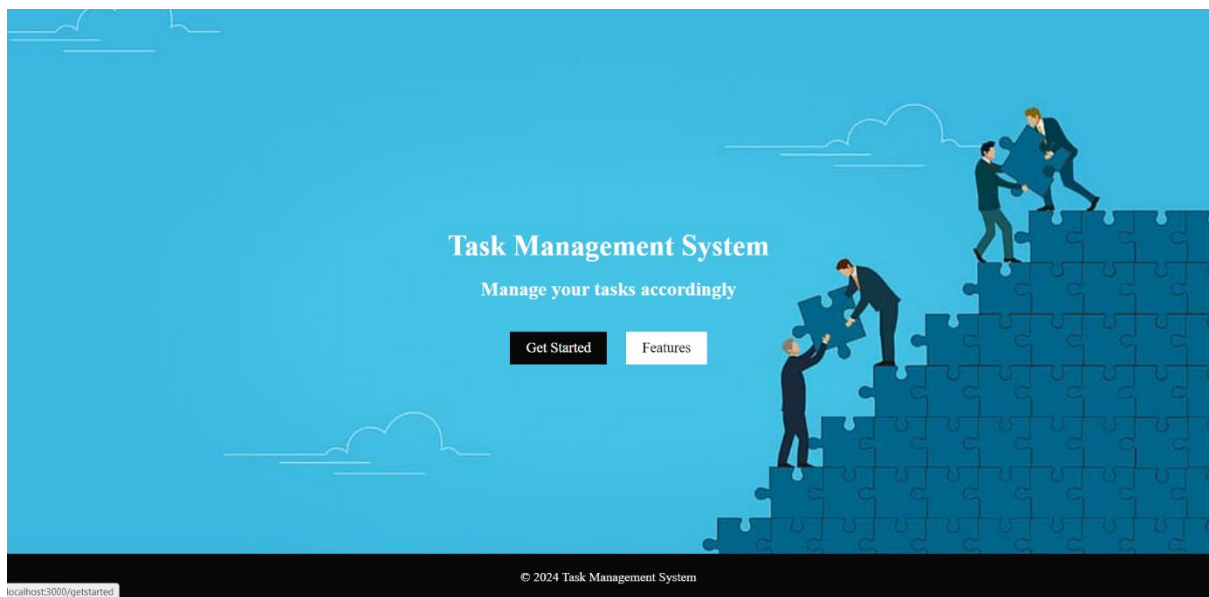 Task Management System
Manage your tasks accordingly
Get Started
Features
© 2024 Task Management System
localhost:3000/getstarted